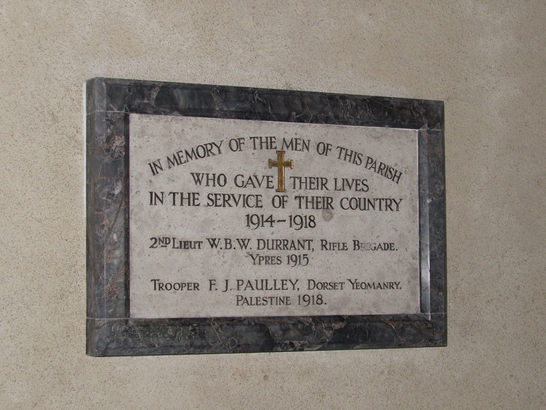 IN MEMORY OF THE MEN OF THIS PARISH
WHO GAVE THEIR LIVES
IN THE SERVICE OF THEIR COUNTRY
1914-1918
2ND LIEUT W.B.W. DURRANT, RIFLE BRIGADE.
YPRES 1915
TROOPER F. J. PAULLEY, DORSET YEOMANRY.
PALESTINE 1918.